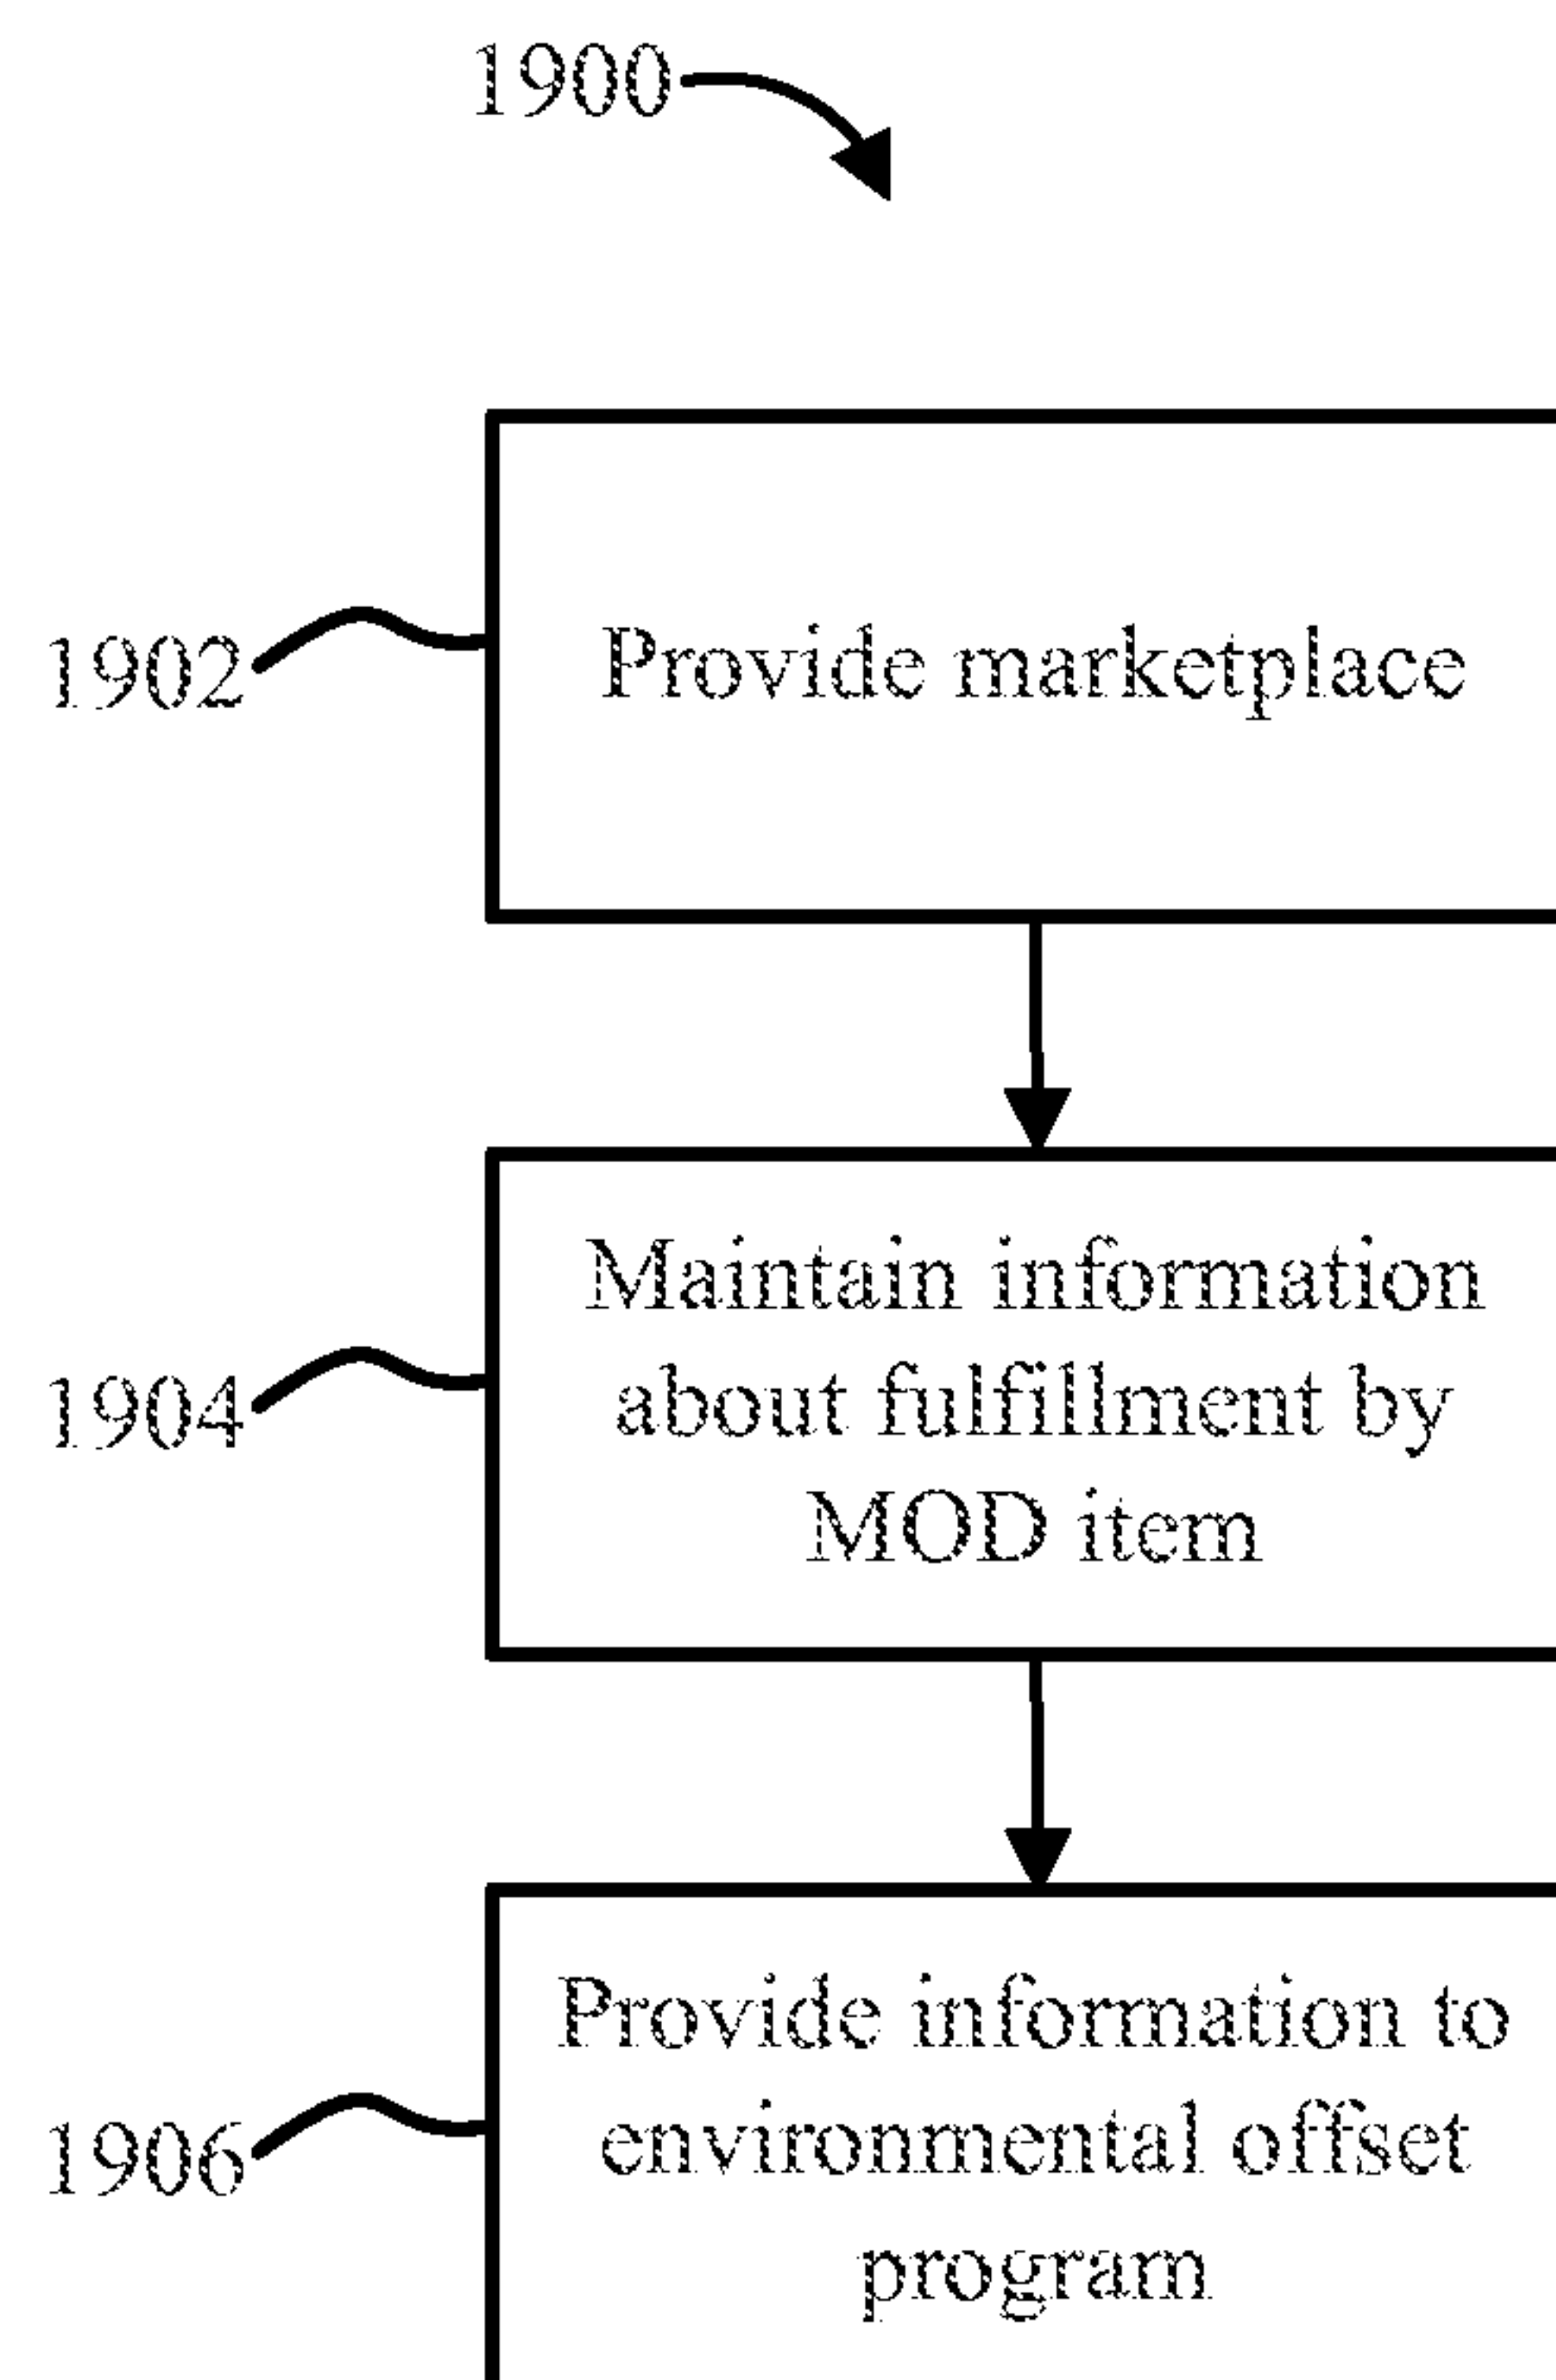 1900
1902
Provide marketplace
1904
Maintain information
about fulfillment by
MOD item
1906
Provide information to
environmental offset
program